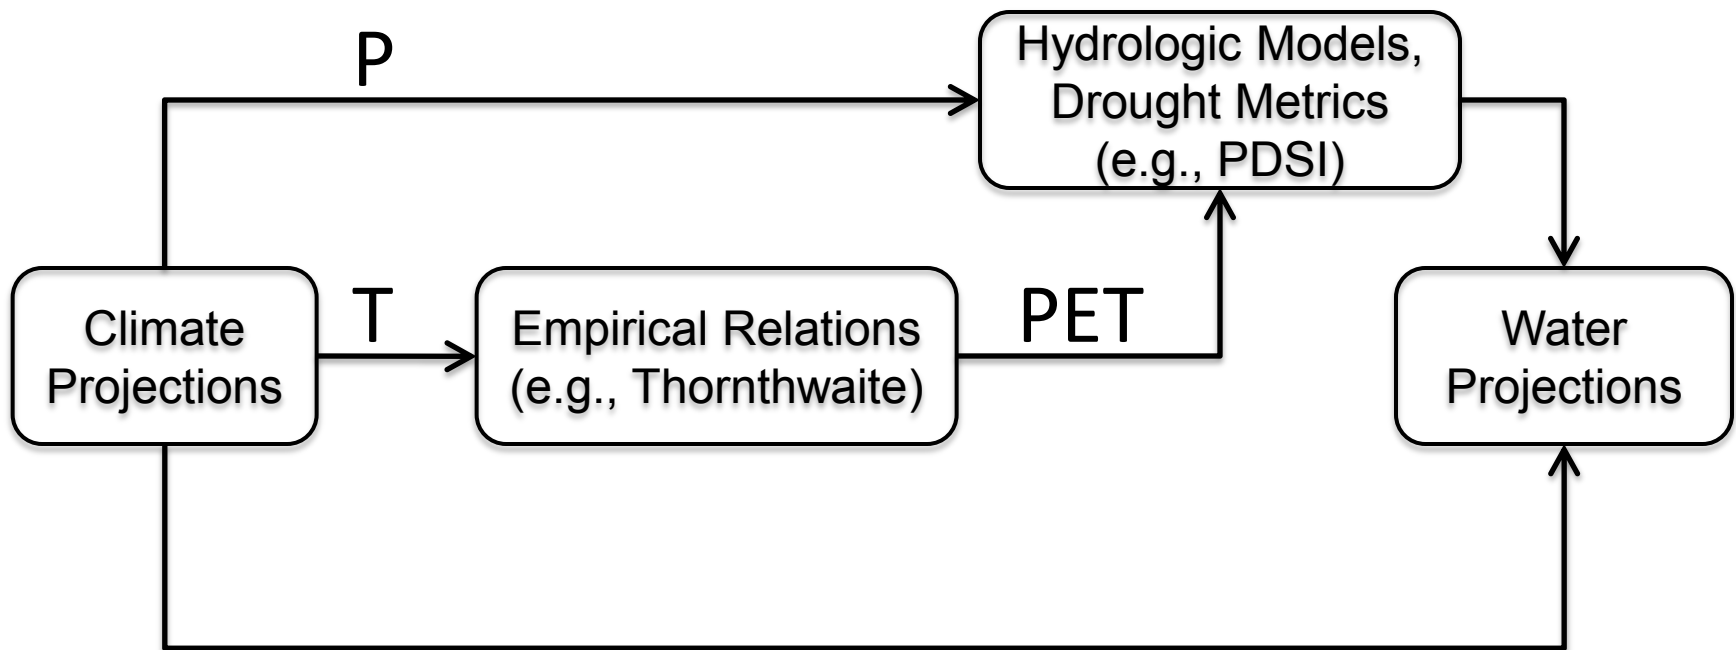 P
Hydrologic Models,
Drought Metrics
(e.g., PDSI)
Climate
Projections
T
Empirical Relations
(e.g., Thornthwaite)
PET
Water
Projections